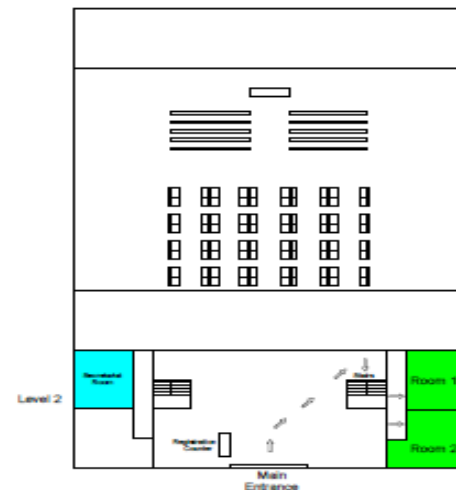 Secretariat
Room
Stairs
Room 1
Level 2
Registration
Counter
Room 2
Main
Entrance